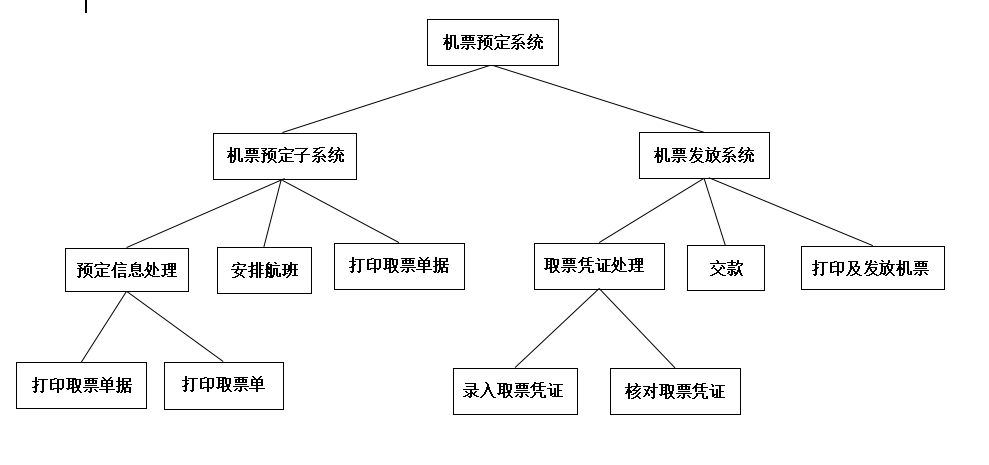 机票预定系统
机票预定子系统
机票发放系统
预定信息处理
安排航班
打印取票单据
取票凭证处理
交款
打印及发放机票
打印取票单据
打印取票单
录入取票凭证
核对取票凭证